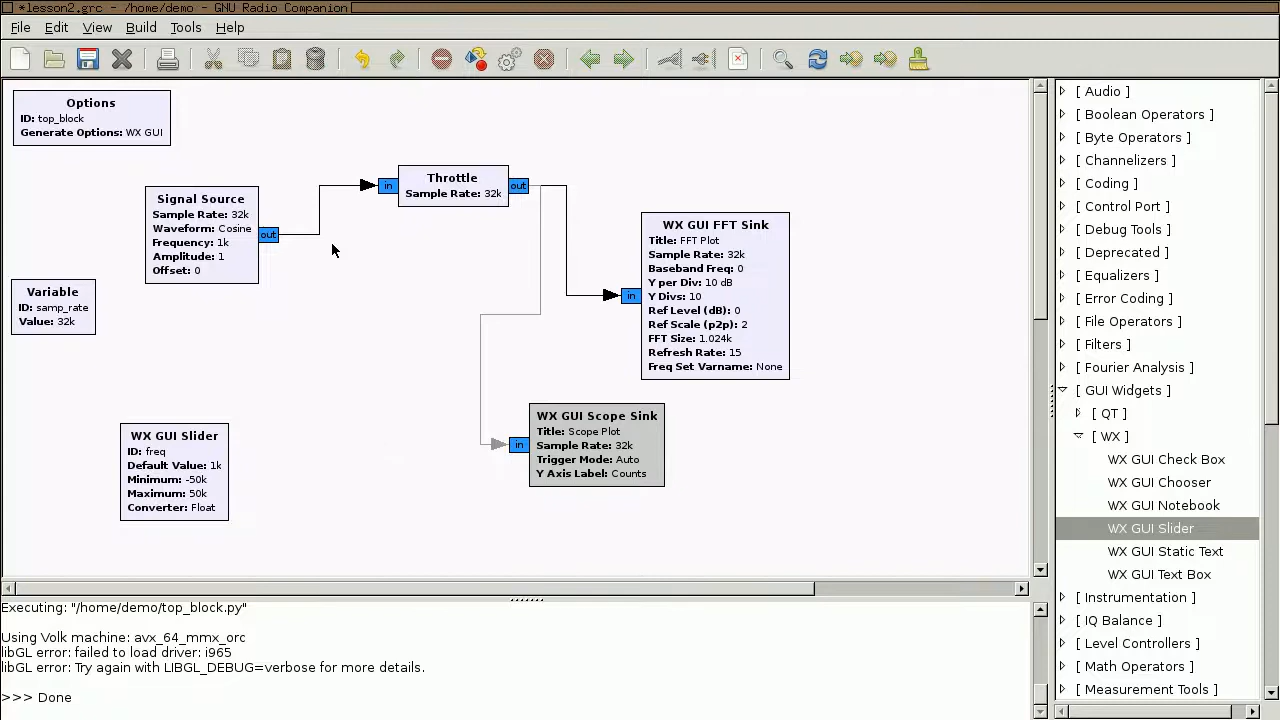 *lesson2.grc - /home/demo - GNU Radio Companion
File Edit View Build Tools Help
Options
ID: top_block
Generate Options: WX GUI
Signal Source
Sample Rate: 32k
Waveform: Cosine
Frequency: 1k
Amplitude: 1
Offset: 0
out
in
Throttle
Sample Rate: 32k
out
Variable
ID: samp_rate
Value: 32k
WX GUI FFT Sink
Title: FFT Plot
Sample Rate: 32k
Baseband Freq: 0
Y per Div: 10 dB
Y Divs: 10
Ref Level (dB): 0
Ref Scale (p2p): 2
FFT Size: 1.024k
Refresh Rate: 15
Freq Set Varname: None
in
WX GUI Slider
ID: freq
Default Value: 1k
Minimum: -50k
Maximum: 50k
Converter: Float
in
WX GUI Scope Sink
Title: Scope Plot
Sample Rate: 32k
Trigger Mode: Auto
Y Axis Label: Counts
[ Audio ]
[ Boolean Operators ]
[ Byte Operators ]
[ Channelizers ]
[ Coding ]
[ Control Port ]
[ Debug Tools ]
[ Deprecated ]
[ Equalizers ]
[ Error Coding ]
[ File Operators ]
[ Filters ]
[ Fourier Analysis ]
[ GUI Widgets ]
[ QT ]
[ WX ]
WX GUI Check Box
WX GUI Chooser
WX GUI Notebook
WX GUI Slider
WX GUI Static Text
WX GUI Text Box
[ Instrumentation ]
[ IQ Balance ]
[ Level Controllers ]
[ Math Operators ]
[ Measurement Tools ]
Executing: "/home/demo/top_block.py"
Using Volk machine: avx_64_mmx_orc
libGL error: failed to load driver: i965
libGL error: Try again with LIBGL_DEBUG=verbose for more details.
>>> Done